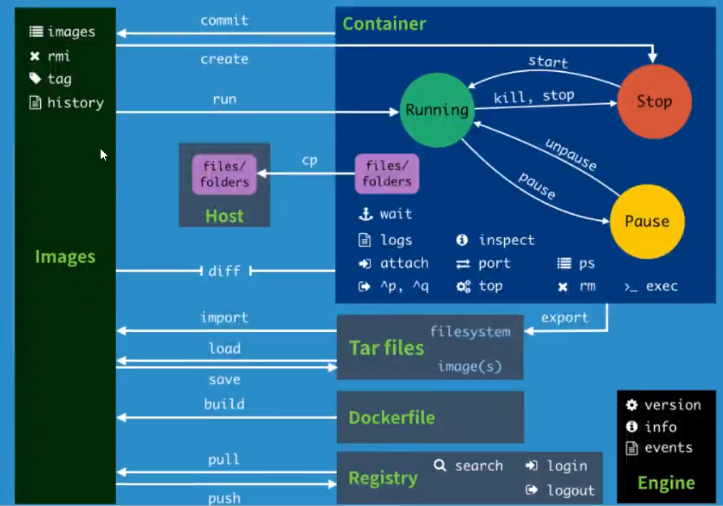 images
rmi
tag
history
Images
commit
create
run
Container
start
Running
kill, stop
Stop
unpause
pause
Pause
files/
folders
Host
cp
files/
folders
wait
logs
inspect
attach
port
ps
^p, ^q
top
rm
>_ exec
diff
import
export
filesystem
load
Tar files
image(s)
save
build
Dockerfile
pull
search
login
Registry
logout
push
version
info
events
Engine